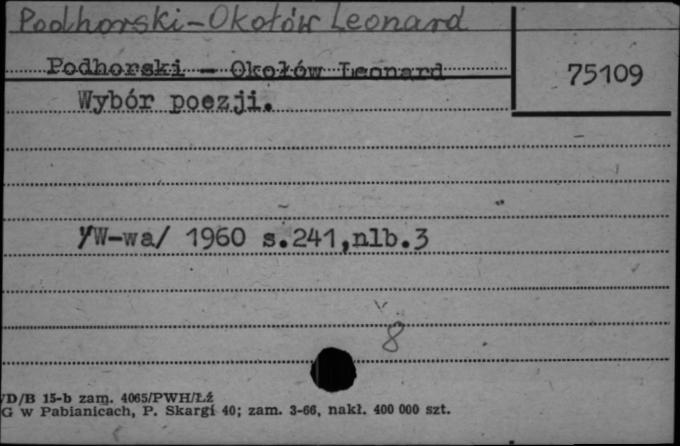 Podhorski-Okołów Leonard
Podhorski - Okołów Leonard
75109
Wybór poezji.
/W-wa/ 1960 s.241,nlb.3
8
/D/B 15-b zam. 4065/PWH/Łź
G w Pabianicach, P. Skargi 40; zam. 3-66, nakł. 400 000 szt.